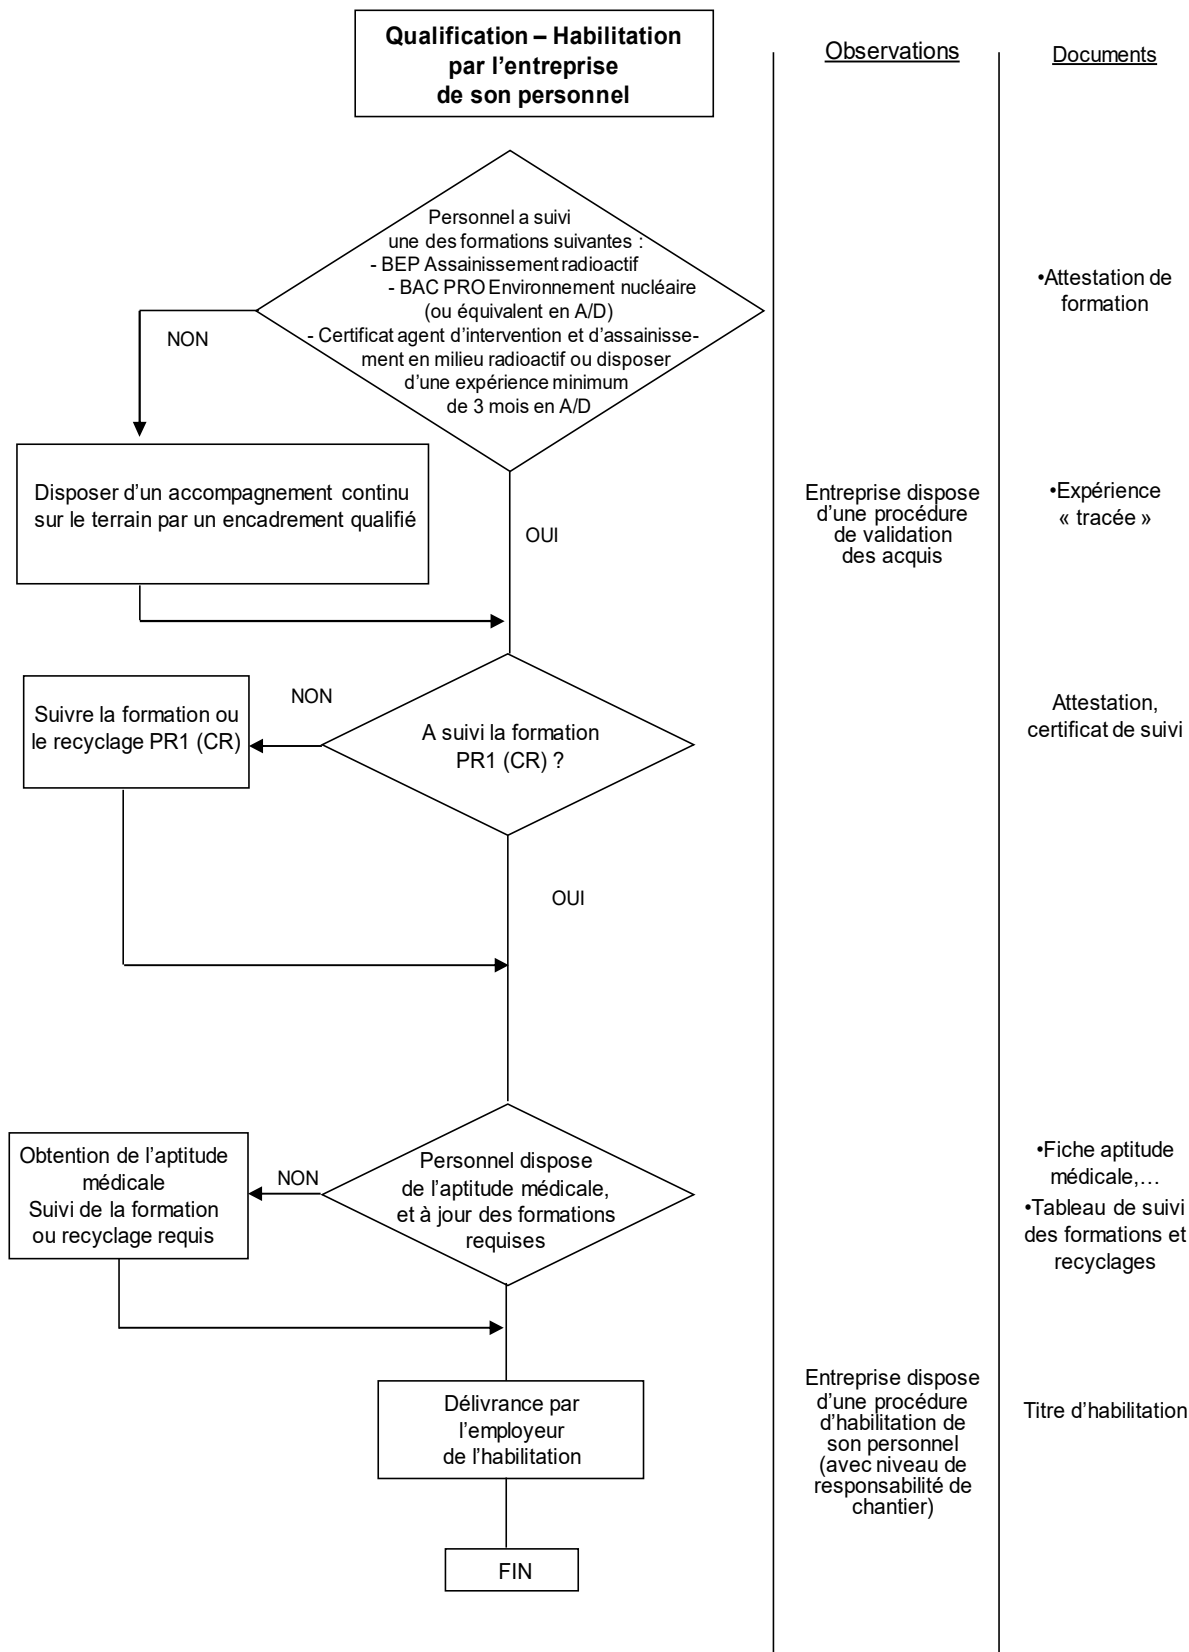 Qualification – Habilitation
par l'entreprise
de son personnel
Observations
Documents
Personnel a suivi
une des formations suivantes :
- BEP Assainissement radioactif
- BAC PRO Environnement nucléaire
(ou équivalent en A/D)
- Certificat agent d'intervention et d'assainisse-
ment en milieu radioactif ou disposer
d'une expérience minimum
de 3 mois en A/D
•Attestation de
formation
NON
Disposer d'un accompagnement continu
sur le terrain par un encadrement qualifié
OUI
Entreprise dispose
d'une procédure
de validation
des acquis
•Expérience
« tracée »
Suivre la formation ou
le recyclage PR1 (CR)
NON
A suivi la formation
PR1 (CR) ?
Attestation,
certificat de suivi
OUI
Obtention de l'aptitude
médicale
Suivi de la formation
ou recyclage requis
NON
Personnel dispose
de l'aptitude médicale,
et à jour des formations
requises
•Fiche aptitude
médicale,…
•Tableau de suivi
des formations et
recyclages
Délivrance par
l'employeur
de l'habilitation
Entreprise dispose
d'une procédure
d'habilitation de
son personnel
(avec niveau de
responsabilité de
chantier)
Titre d'habilitation
FIN